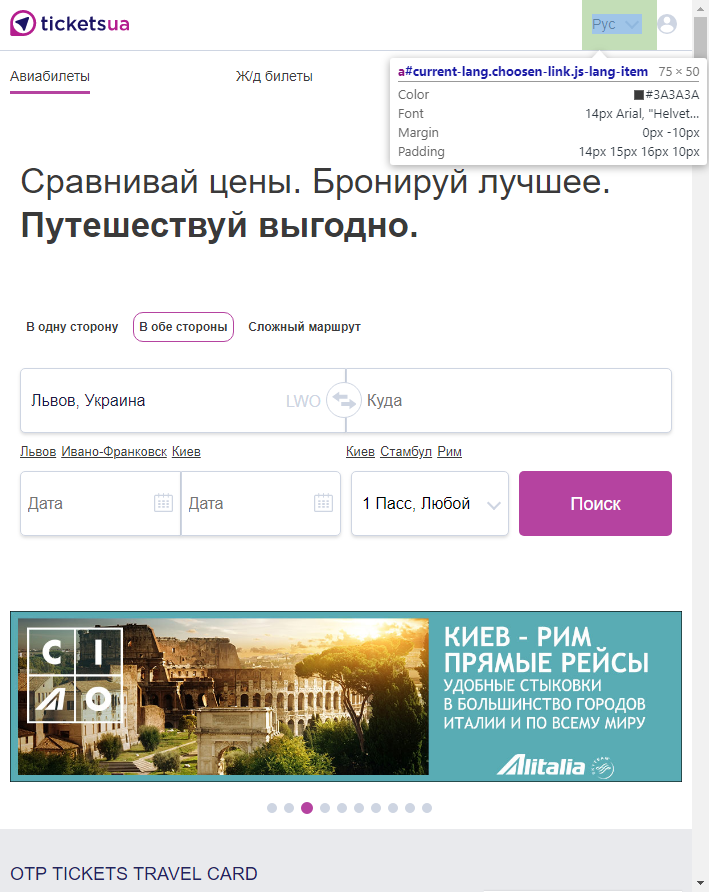 ticketsua
Рус
Авиабилеты
Ж/д билеты
a#current-lang.choosen-link.js-lang-item 75 × 50
Color #3A3A3A
Font 14px Arial, "Helvet...
Margin 0px -10px
Padding 14px 15px 16px 10px
Сравнивай цены. Бронируй лучшее.
Путешествуй выгодно.
В одну сторону
В обе стороны
Сложный маршрут
Львов, Украина LWO
Куда
Львов Ивано-Франковск Киев
Киев Стамбул Рим
Дата
Дата
1 Пасс, Любой
Поиск
CI
AO
КИЕВ - РИМ
ПРЯМЫЕ РЕЙСЫ
УДОБНЫЕ СТЫКОВКИ
В БОЛЬШИНСТВО ГОРОДОВ
ИТАЛИИ И ПО ВСЕМУ МИРУ
Alitalia
OTP TICKETS TRAVEL CARD